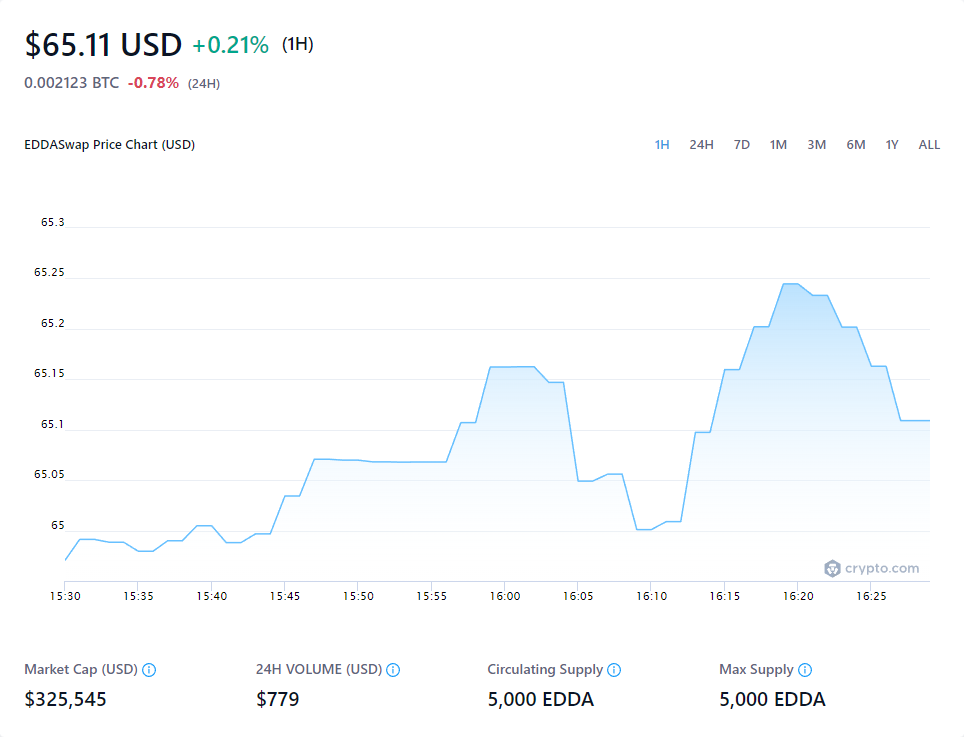 $65.11 USD +0.21% (1H)
0.002123 BTC -0.78% (24H)
EDDASwap Price Chart (USD) 1H 24H 7D 1M 3M 6M 1Y ALL
65.3
65.25
65.2
65.15
65.1
65.05
65
crypto.com
15:30 15:35 15:40 15:45 15:50 15:55 16:00 16:05 16:10 16:15 16:20 16:25
Market Cap (USD) 24H VOLUME (USD) Circulating Supply Max Supply
$325,545 $779 5,000 EDDA 5,000 EDDA